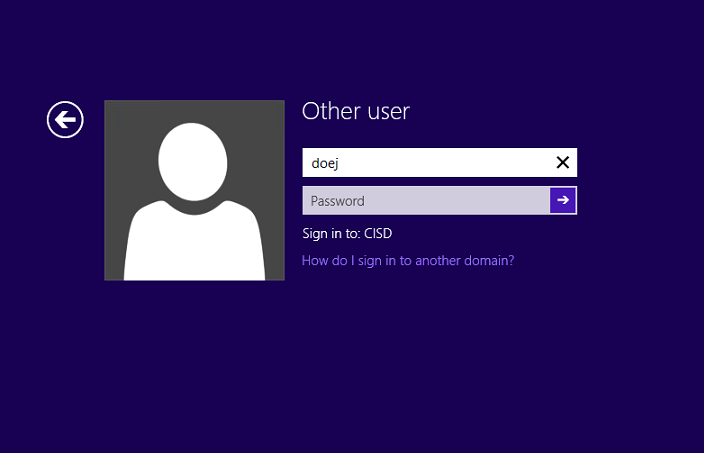 Other user
doej
Password
Sign in to: CISD
How do I sign in to another domain?